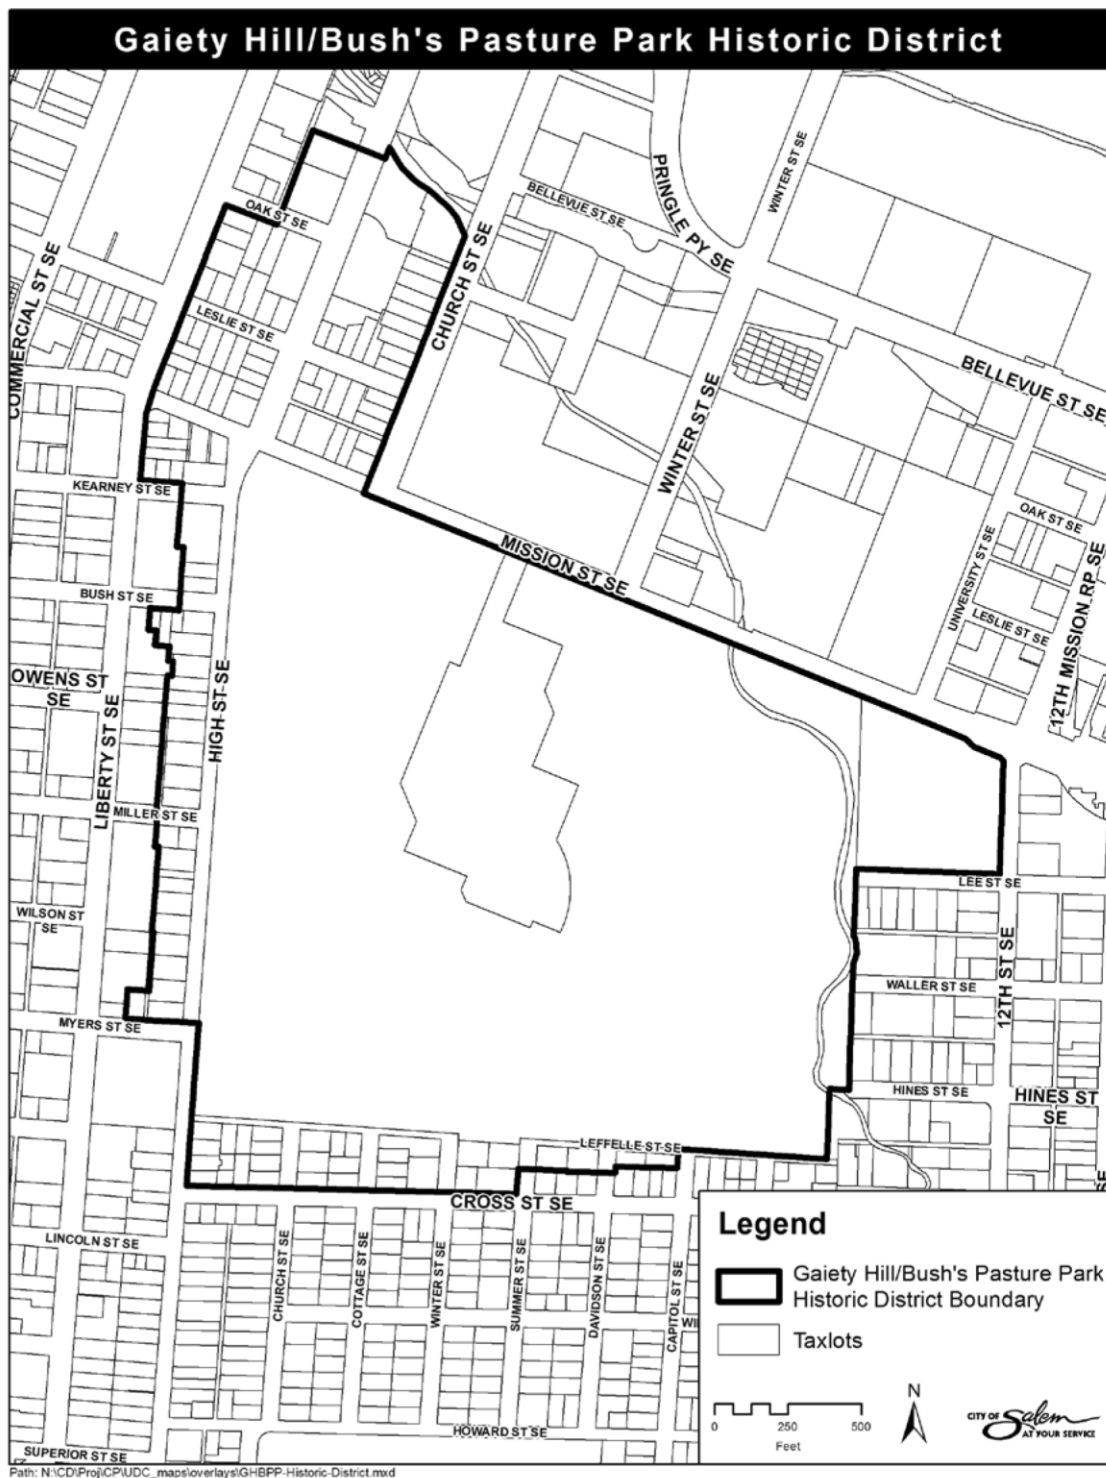 Gaiety Hill/Bush's Pasture Park Historic District
WINTER ST SE
PRINGLE PY SE
BELLEVUE ST SE
OAK ST SE
CHURCH ST SE
COMMERCIAL ST SE
LESLIE ST SE
BELLEVUE ST SE
WINTER ST SE
KEARNEY ST SE
OAK ST SE
MISSION ST SE
UNIVERSITY ST SE
12TH MISSION RP SE
BUSH ST SE
LESLIE ST SE
OWENS ST
SE
HIGH ST SE
LIBERTY ST SE
MILLER ST SE
LEE ST SE
WILSON ST
SE
12TH ST SE
WALLER ST SE
MYERS ST SE
HINES ST SE
HINES ST
SE
LEFFELLE ST SE
SE
CROSS ST SE
LINCOLN ST SE
CHURCH ST SE
COTTAGE ST SE
WINTER ST SE
SUMMER ST SE
DAVIDSON ST SE
CAPITOL ST SE
WI
HOWARD ST SE
SUPERIOR ST SE
Legend
Gaiety Hill/Bush's Pasture Park
Historic District Boundary
Taxlots
N
0 250 500
Feet
CITY OF Salem
AT YOUR SERVICE
Path: N:\CD\Proj\CP\UDC_maps\overlays\GHBPP-Historic-District.mxd